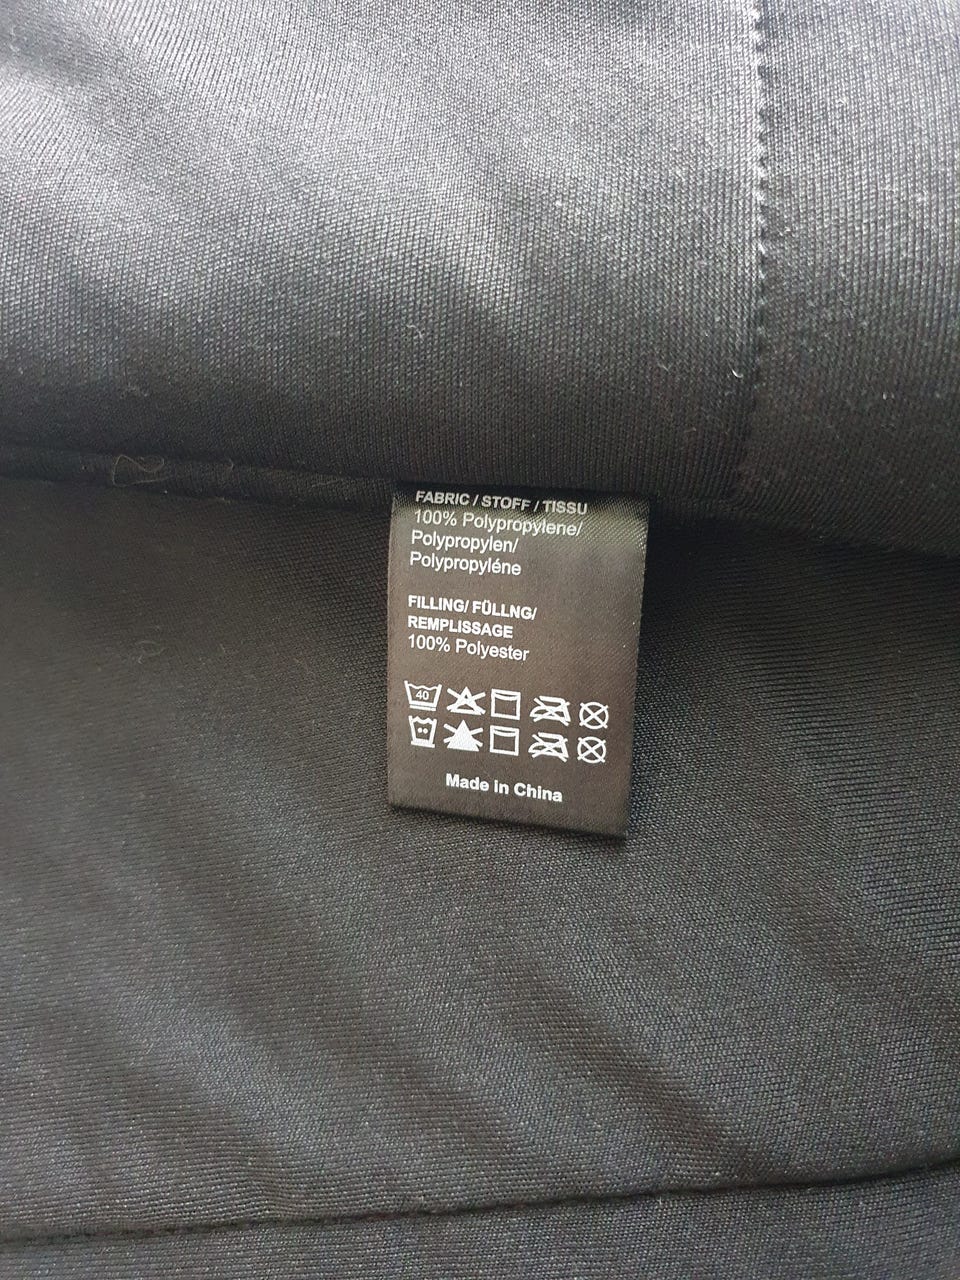 FABRIC / STOFF / TISSU
100% Polypropylene/
Polypropylen/
Polypropyléne
FILLING/ FÜLLNG/
REMPLISSAGE
100% Polyester
40
Made in China